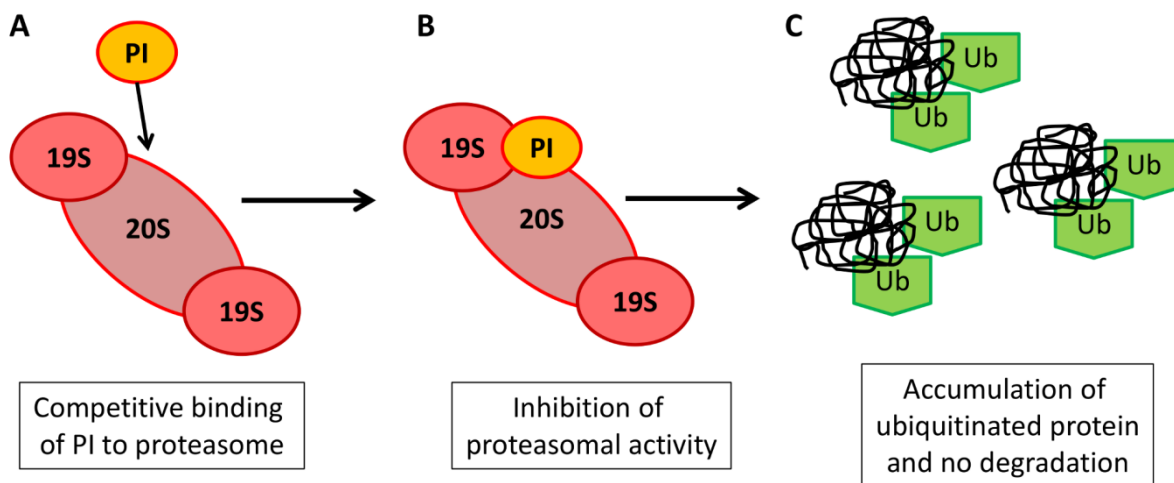 A
PI
19S
20S
19S
Competitive binding
of PI to proteasome
B
19S
PI
20S
19S
Inhibition of
proteasomal activity
C
Ub
Ub
Ub
Ub
Ub
Ub
Accumulation of
ubiquitinated protein
and no degradation